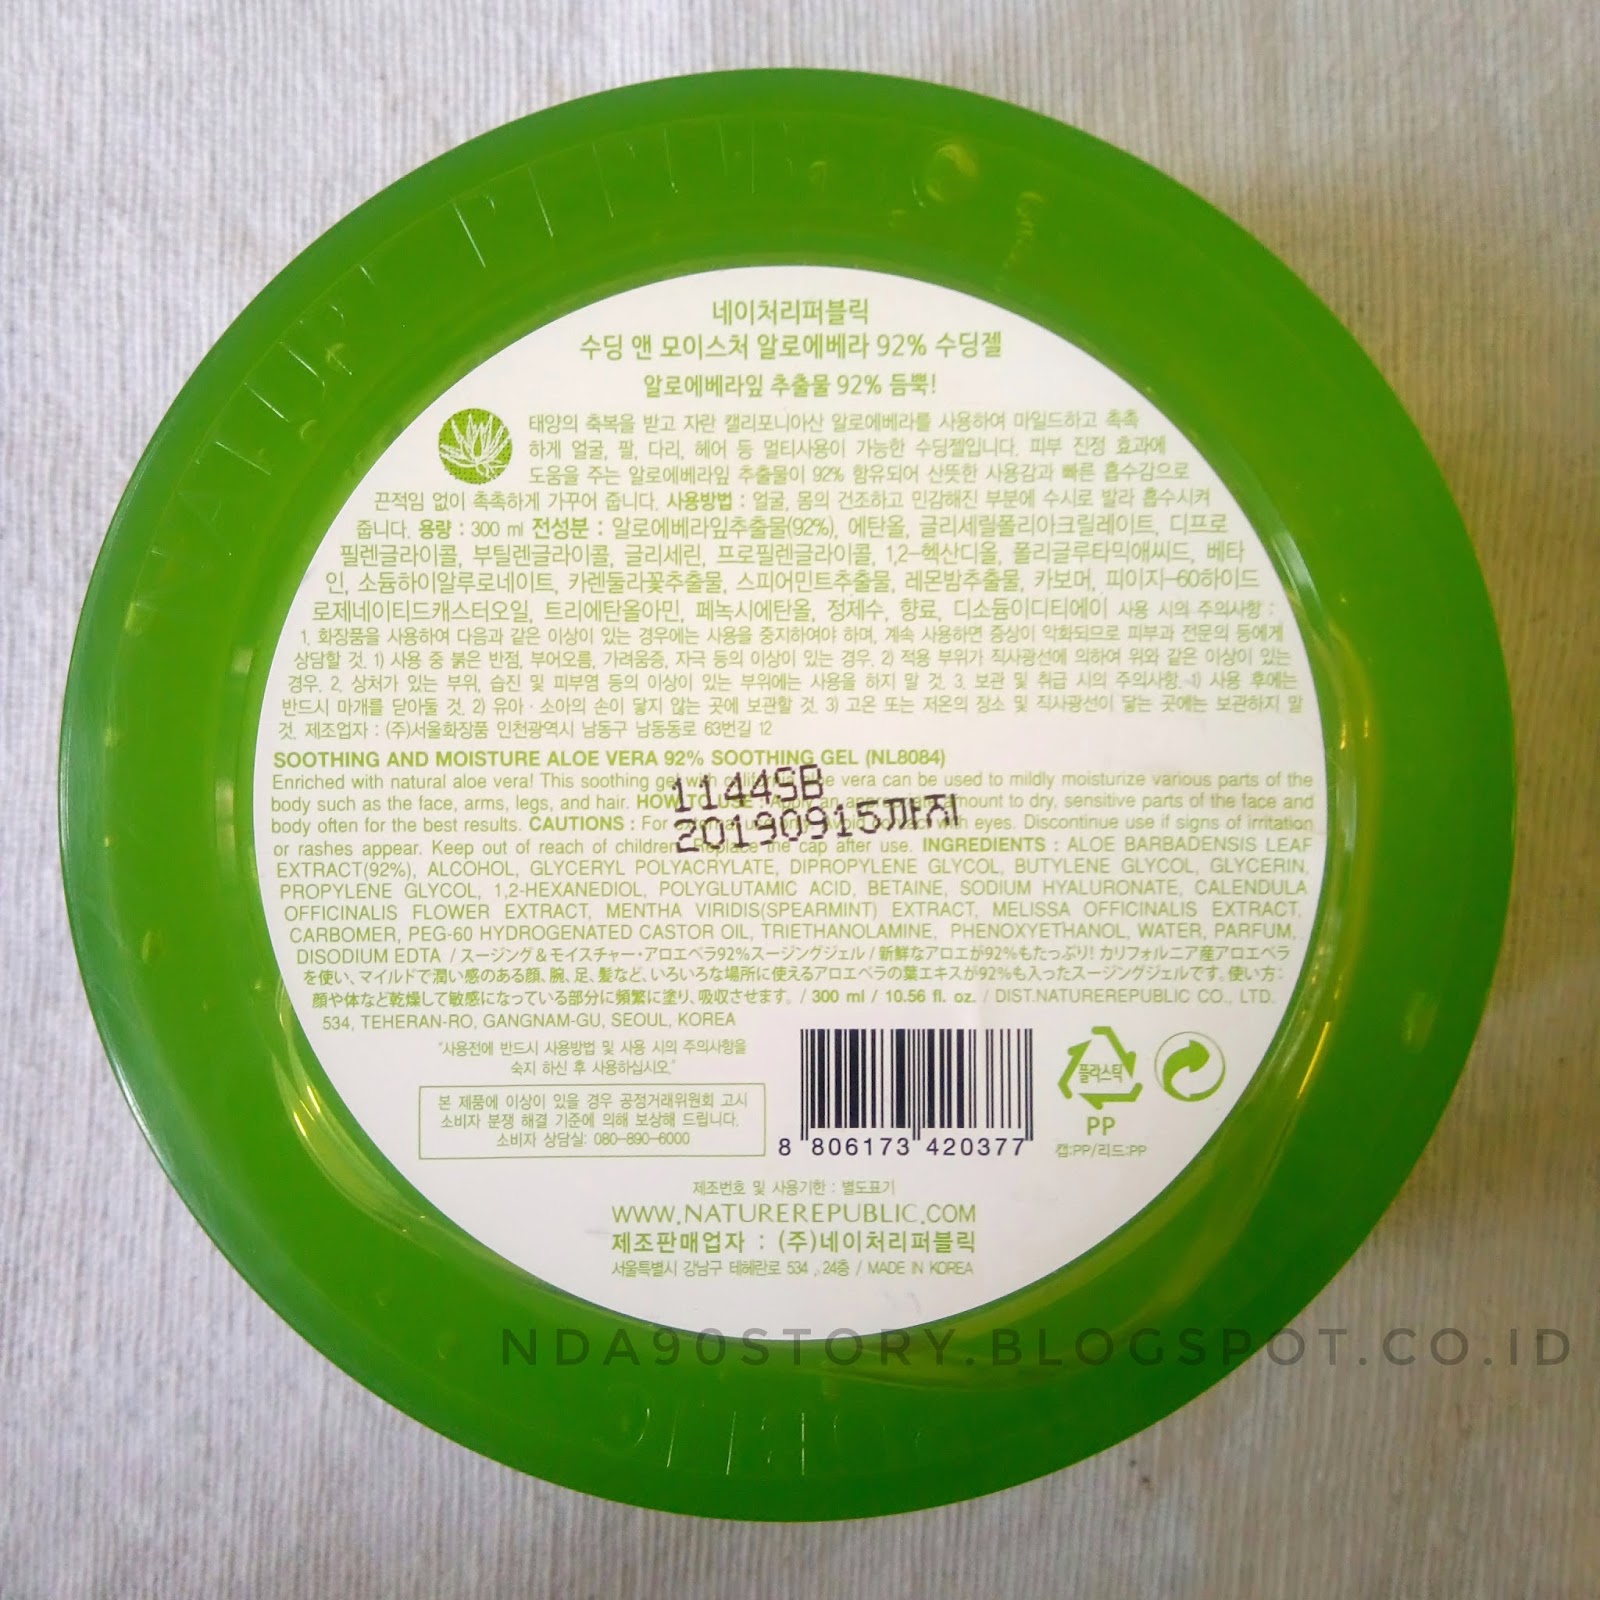 네이처리퍼블릭
수딩 앤 모이스처 알로에베라 92% 수딩젤
알로에베라잎 추출물 92% 듬뿍!
태양의 축복을 받고 자란 캘리포니아산 알로에베라를 사용하여 마일드하고 촉촉
하게 얼굴, 팔, 다리, 헤어 등 멀티사용이 가능한 수딩젤입니다. 피부 진정 효과에
도움을 주는 알로에베라잎 추출물이 92% 함유되어 산뜻한 사용감과 빠른 흡수감으로
끈적임 없이 촉촉하게 가꾸어 줍니다. 사용방법 : 얼굴, 몸의 건조하고 민감해진 부분에 수시로 발라 흡수시켜
줍니다. 용량 : 300 ml 전성분 : 알로에베라잎추출물(92%), 에탄올, 글리세릴폴리아크릴레이트, 디프로
필렌글라이콜, 부틸렌글라이콜, 글리세린, 프로필렌글라이콜, 1,2-헥산디올, 폴리글루타믹애씨드, 베타
인, 소듐하이알루로네이트, 카렌둘라꽃추출물, 스피어민트추출물, 레몬밤추출물, 카보머, 피이지-60하이드
로제네이티드캐스터오일, 트리에탄올아민, 페녹시에탄올, 정제수, 향료, 디소듐이디티에이 사용 시의 주의사항 :
1. 화장품을 사용하여 다음과 같은 이상이 있는 경우에는 사용을 중지하여야 하며, 계속 사용하면 증상이 악화되므로 피부과 전문의 등에게
상담할 것. 1) 사용 중 붉은 반점, 부어오름, 가려움증, 자극 등의 이상이 있는 경우. 2) 적용 부위가 직사광선에 의하여 위와 같은 이상이 있는
경우. 2. 상처가 있는 부위, 습진 및 피부염 등의 이상이 있는 부위에는 사용을 하지 말 것. 3. 보관 및 취급 시의 주의사항. 1) 사용 후에는
반드시 마개를 닫아둘 것. 2) 유아 · 소아의 손이 닿지 않는 곳에 보관할 것. 3) 고온 또는 저온의 장소 및 직사광선이 닿는 곳에는 보관하지 말
것. 제조업자 : (주)서울화장품 인천광역시 남동구 남동동로 63번길 12
SOOTHING AND MOISTURE ALOE VERA 92% SOOTHING GEL (NL8084)
Enriched with natural aloe vera! This soothing gel with california aloe vera can be used to mildly moisturize various parts of the
body such as the face, arms, legs, and hair. HOW TO USE : Apply an appropriate amount to dry, sensitive parts of the face and
body often for the best results. CAUTIONS : For external use only. Avoid contact with eyes. Discontinue use if signs of irritation
or rashes appear. Keep out of reach of children. Replace the cap after use. INGREDIENTS : ALOE BARBADENSIS LEAF
EXTRACT(92%), ALCOHOL, GLYCERYL POLYACRYLATE, DIPROPYLENE GLYCOL, BUTYLENE GLYCOL, GLYCERIN,
PROPYLENE GLYCOL, 1,2-HEXANEDIOL, POLYGLUTAMIC ACID, BETAINE, SODIUM HYALURONATE, CALENDULA
OFFICINALIS FLOWER EXTRACT, MENTHA VIRIDIS(SPEARMINT) EXTRACT, MELISSA OFFICINALIS EXTRACT,
CARBOMER, PEG-60 HYDROGENATED CASTOR OIL, TRIETHANOLAMINE, PHENOXYETHANOL, WATER, PARFUM,
DISODIUM EDTA / スージング&モイスチャー・アロエベラ92%スージングジェル / 新鮮なアロエが92%もたっぷり! カリフォルニア産アロエベラ
を使い、マイルドで潤い感のある顔、腕、足、髪など、いろいろな場所に使えるアロエベラの葉エキスが92%も入ったスージングジェルです。使い方:
顔や体など乾燥して敏感になっている部分に頻繁に塗り、吸収させます。 / 300 ml / 10.56 fl. oz. / DIST.NATUREREPUBLIC CO., LTD.
534, TEHERAN-RO, GANGNAM-GU, SEOUL, KOREA
11445B
20190915까지
"사용전에 반드시 사용방법 및 사용 시의 주의사항을
숙지 하신 후 사용하십시오."
본 제품에 이상이 있을 경우 공정거래위원회 고시
소비자 분쟁 해결 기준에 의해 보상해 드립니다.
소비자 상담실: 080-890-6000
8 806173 420377
플라스틱
PP
캡:PP/리드:PP
제조번호 및 사용기한 : 별도표기
WWW.NATUREREPUBLIC.COM
제조판매업자 : (주)네이처리퍼블릭
서울특별시 강남구 테헤란로 534 , 24층 / MADE IN KOREA
NDA90STORY.BLOGSPOT.CO.ID